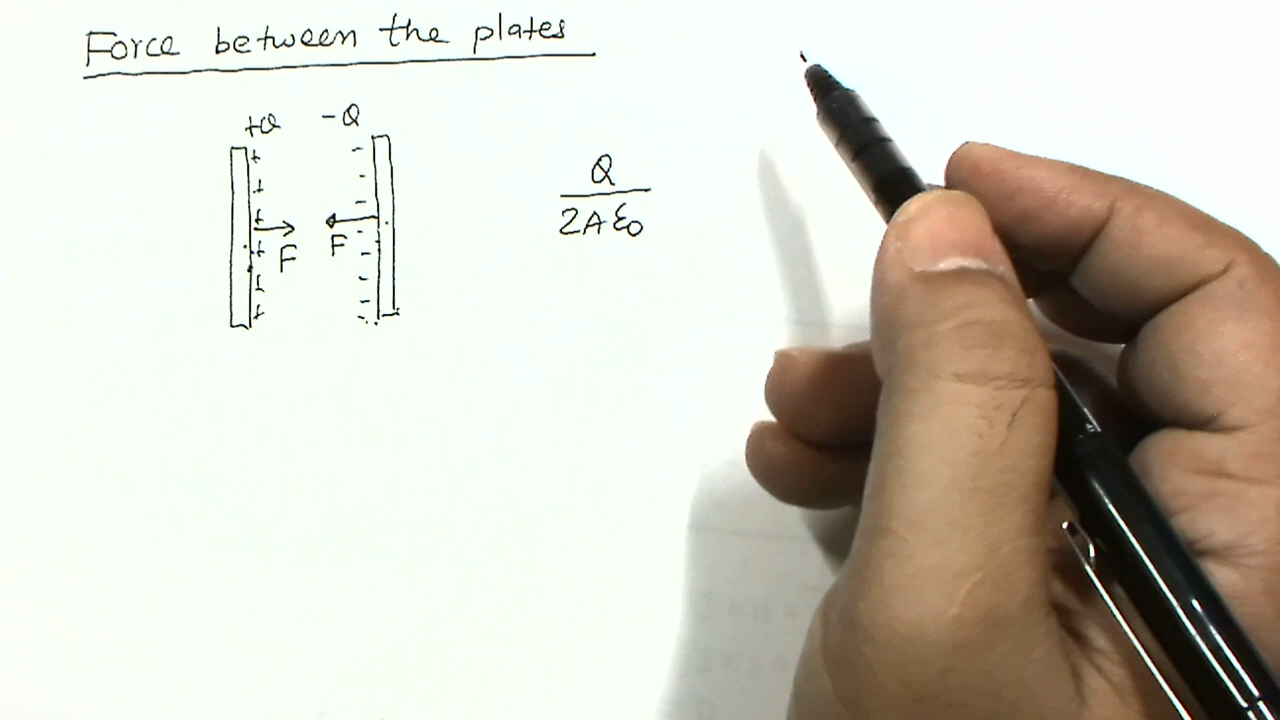 Force between the plates
+Q -Q
+ -
+ -
+ -
F F
+ -
+ -
+ -
Q
2Aε₀